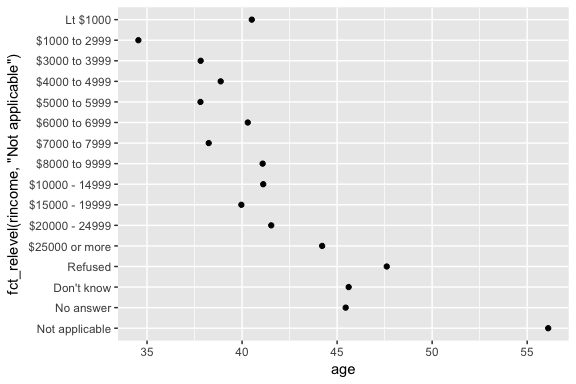 fct_relevel(rincome, "Not applicable")
Lt $1000
$1000 to 2999
$3000 to 3999
$4000 to 4999
$5000 to 5999
$6000 to 6999
$7000 to 7999
$8000 to 9999
$10000 - 14999
$15000 - 19999
$20000 - 24999
$25000 or more
Refused
Don't know
No answer
Not applicable
35 40 45 50 55
age